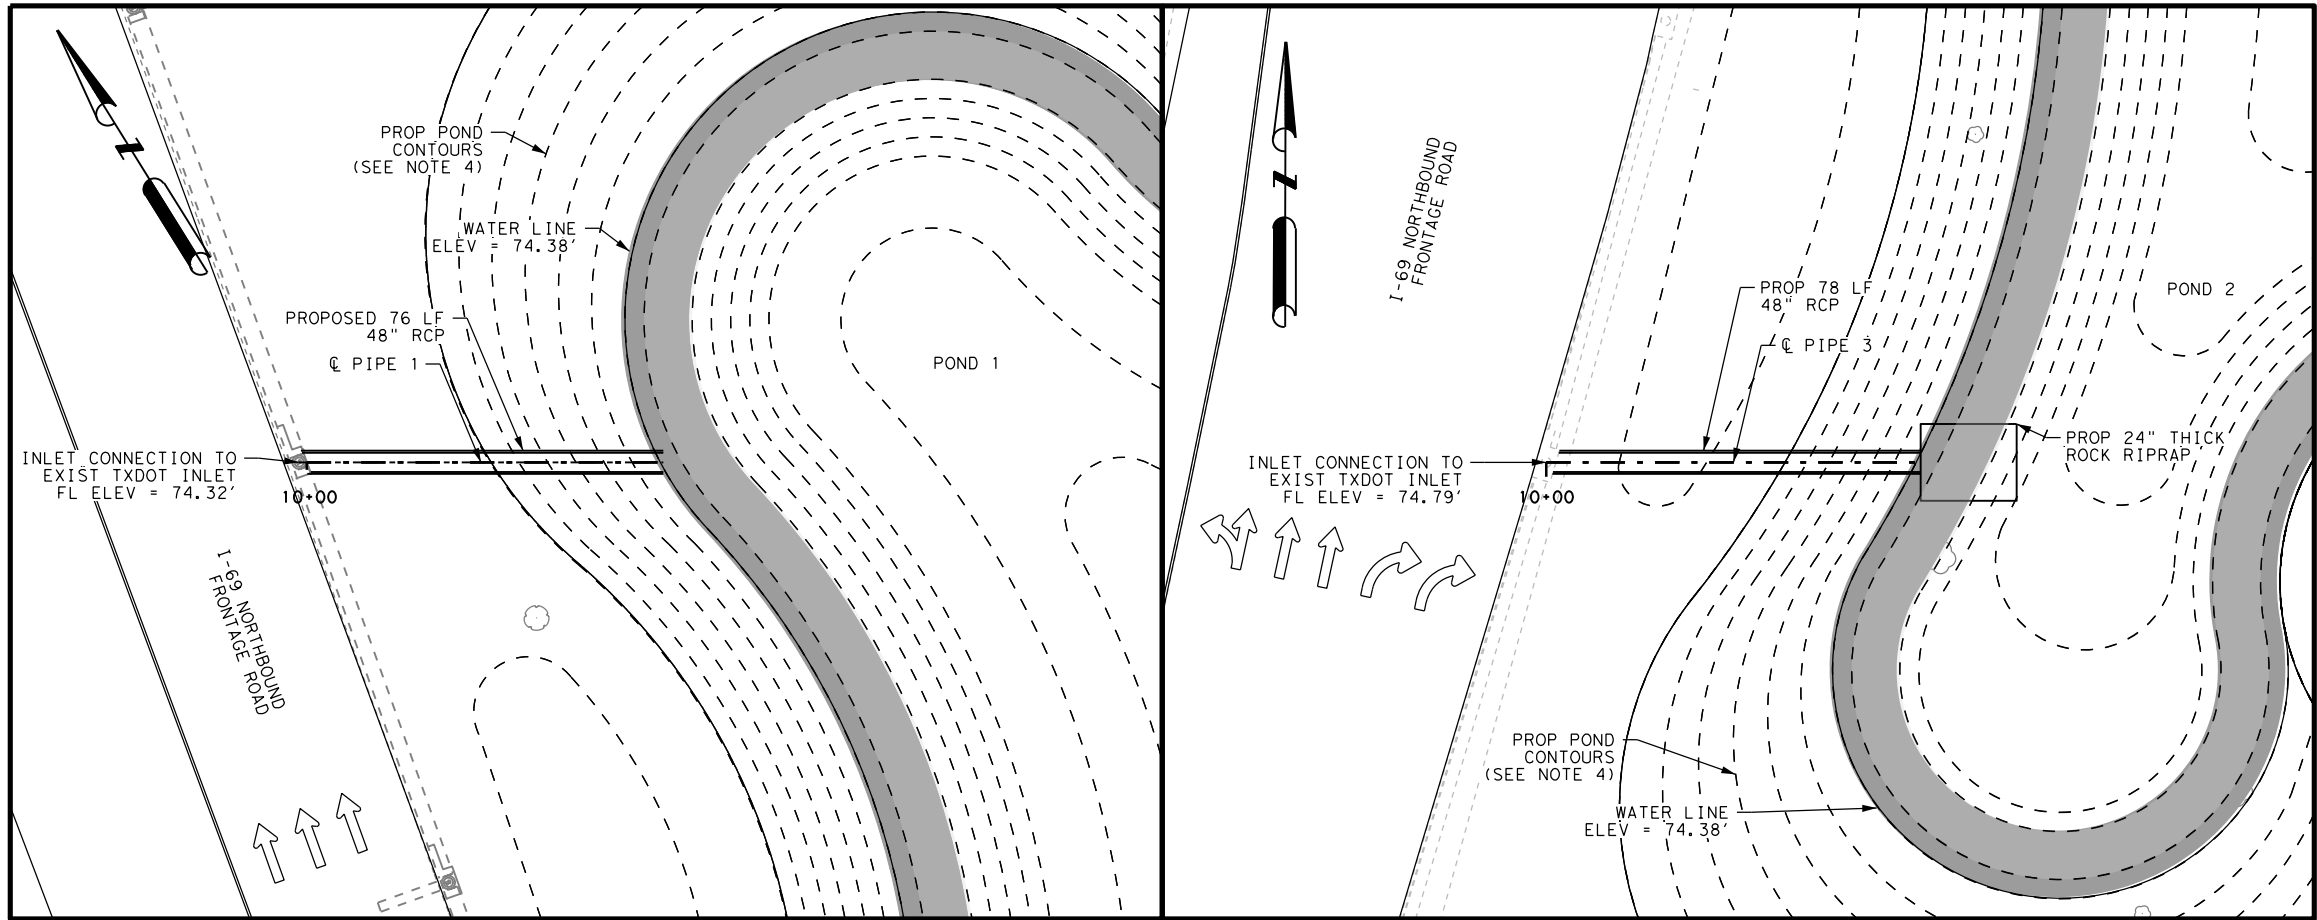 N
PROP POND
CONTOURS
(SEE NOTE 4)
WATER LINE
ELEV = 74.38'
PROPOSED 76 LF
48" RCP
℄ PIPE 1
POND 1
INLET CONNECTION TO
EXIST TXDOT INLET
FL ELEV = 74.32'
10+00
I-69 NORTHBOUND
FRONTAGE ROAD
N
I-69 NORTHBOUND
FRONTAGE ROAD
PROP 78 LF
48" RCP
℄ PIPE 3
POND 2
PROP 24" THICK
ROCK RIPRAP
INLET CONNECTION TO
EXIST TXDOT INLET
FL ELEV = 74.79'
10+00
PROP POND
CONTOURS
(SEE NOTE 4)
WATER LINE
ELEV = 74.38'